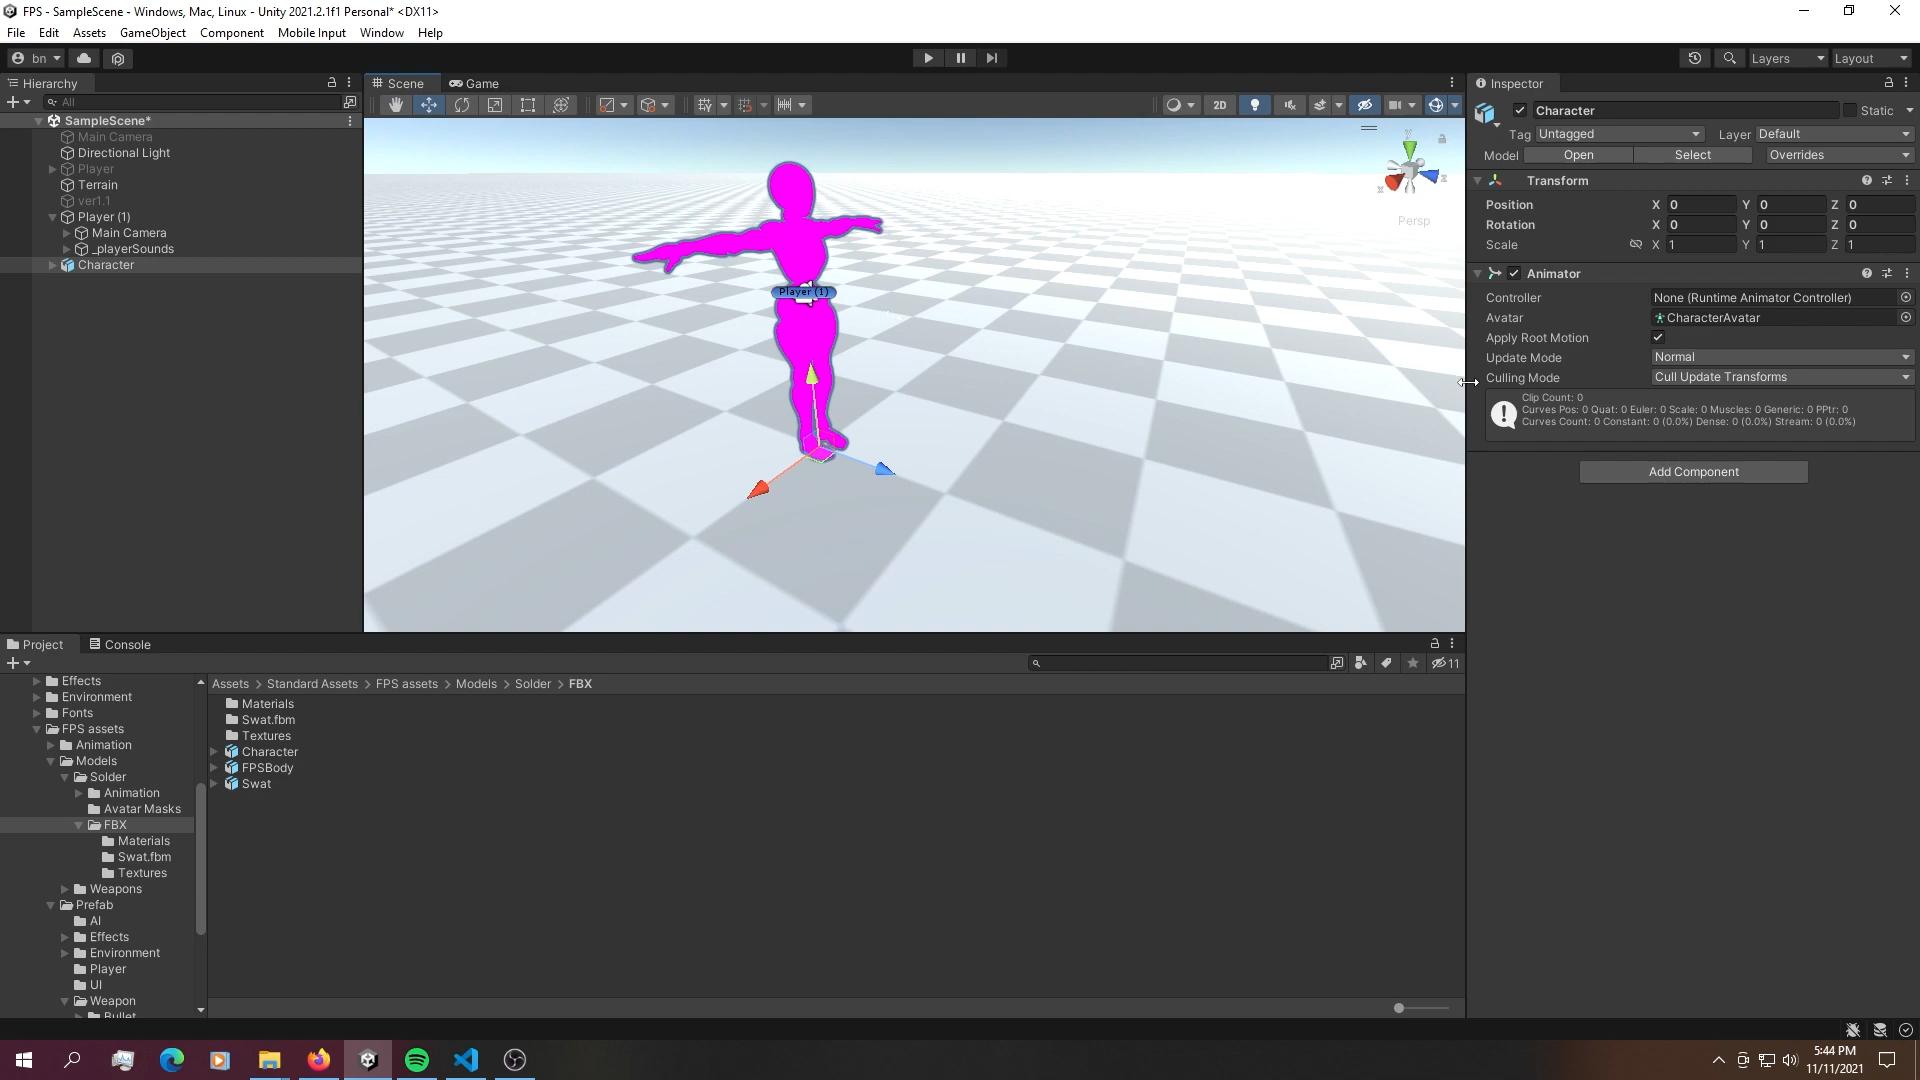 FPS - SampleScene - Windows, Mac, Linux - Unity 2021.2.1f1 Personal* <DX11>
File Edit Assets GameObject Component Mobile Input Window Help
bn Layers Layout
Hierarchy
All
SampleScene*
Main Camera
Directional Light
Player
Terrain
ver1.1
Player (1)
Main Camera
_playerSounds
Character
Scene Game
2D
y
x
z
Persp
Player (1)
Inspector
Character Static
Tag Untagged Layer Default
Model Open Select Overrides
Transform
Position X 0 Y 0 Z 0
Rotation X 0 Y 0 Z 0
Scale X 1 Y 1 Z 1
Animator
Controller None (Runtime Animator Controller)
Avatar CharacterAvatar
Apply Root Motion
Update Mode Normal
Culling Mode Cull Update Transforms
Clip Count: 0
Curves Pos: 0 Quat: 0 Euler: 0 Scale: 0 Muscles: 0 Generic: 0 PPtr: 0
Curves Count: 0 Constant: 0 (0.0%) Dense: 0 (0.0%) Stream: 0 (0.0%)
Add Component
Project Console
11
Effects
Environment
Fonts
FPS assets
Animation
Models
Solder
Animation
Avatar Masks
FBX
Materials
Swat.fbm
Textures
Weapons
Prefab
AI
Effects
Environment
Player
UI
Weapon
Bullet
Assets > Standard Assets > FPS assets > Models > Solder > FBX
Materials
Swat.fbm
Textures
Character
FPSBody
Swat
5:44 PM
11/11/2021